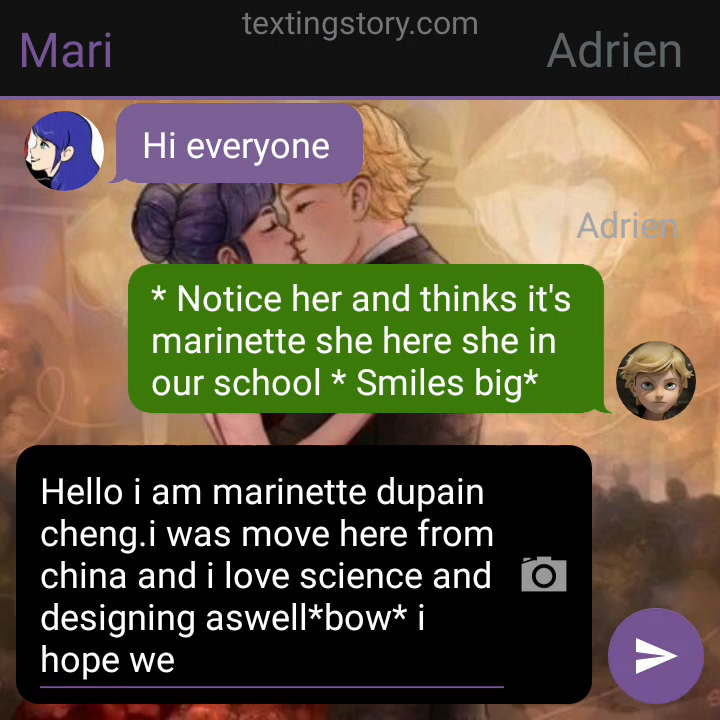 textingstory.com
Mari
Adrien
Hi everyone
Adrien
* Notice her and thinks it's
marinette she here she in
our school * Smiles big*
Hello i am marinette dupain
cheng.i was move here from
china and i love science and
designing aswell*bow* i
hope we